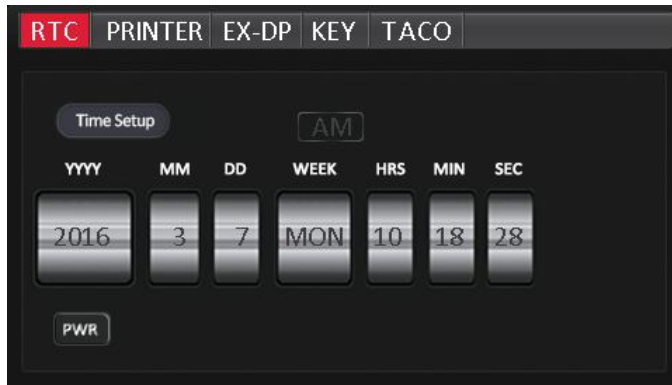 RTC PRINTER EX-DP KEY TACO
Time Setup AM
YYYY MM DD WEEK HRS MIN SEC
2016 3 7 MON 10 18 28
PWR